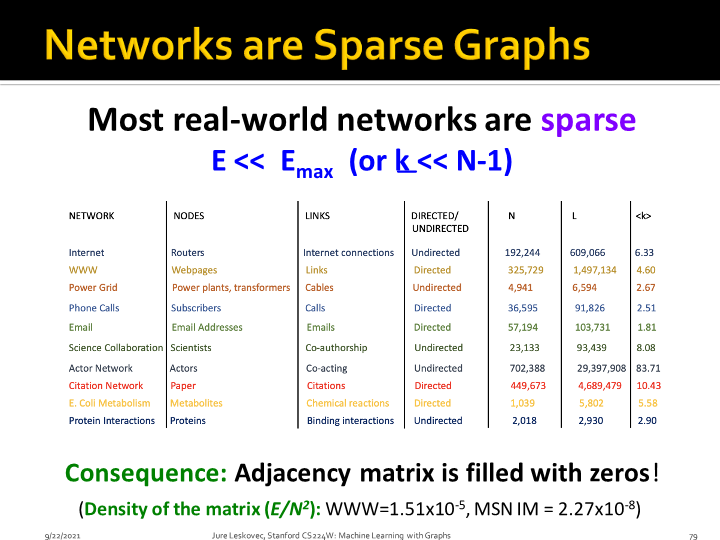 Networks are Sparse Graphs
Most real-world networks are sparse
E << Emax (or k << N-1)
NETWORK NODES LINKS DIRECTED/ UNDIRECTED N L <k>
Internet Routers Internet connections Undirected 192,244 609,066 6.33
WWW Webpages Links Directed 325,729 1,497,134 4.60
Power Grid Power plants, transformers Cables Undirected 4,941 6,594 2.67
Phone Calls Subscribers Calls Directed 36,595 91,826 2.51
Email Email Addresses Emails Directed 57,194 103,731 1.81
Science Collaboration Scientists Co-authorship Undirected 23,133 93,439 8.08
Actor Network Actors Co-acting Undirected 702,388 29,397,908 83.71
Citation Network Paper Citations Directed 449,673 4,689,479 10.43
E. Coli Metabolism Metabolites Chemical reactions Directed 1,039 5,802 5.58
Protein Interactions Proteins Binding interactions Undirected 2,018 2,930 2.90
Consequence: Adjacency matrix is filled with zeros!
(Density of the matrix (E/N²): WWW=1.51x10⁻⁵, MSN IM = 2.27x10⁻⁸)
9/22/2021 Jure Leskovec, Stanford CS224W: Machine Learning with Graphs 79